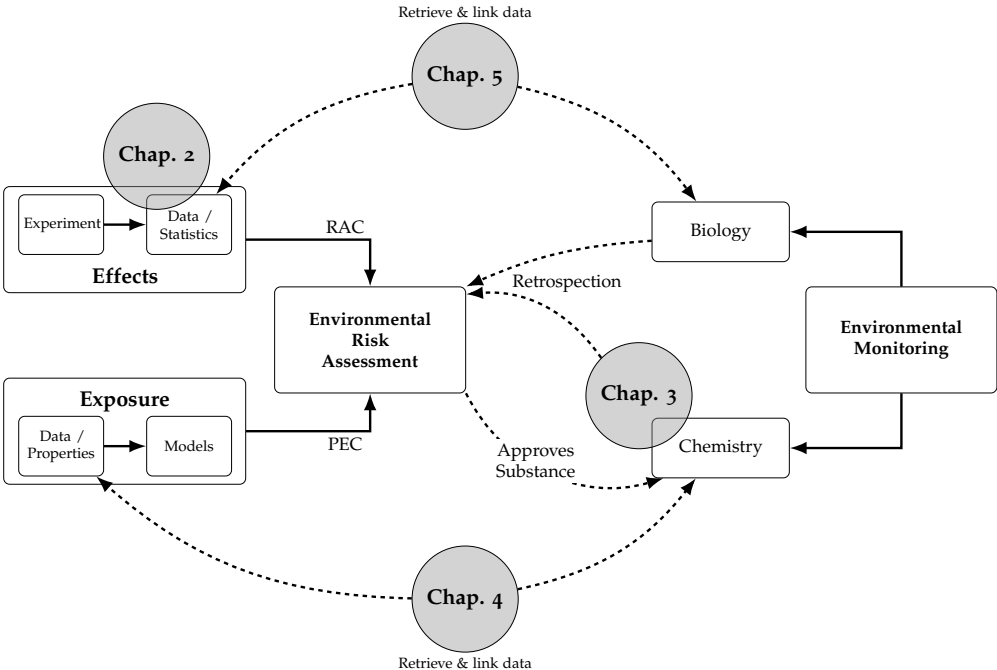 Retrieve & link data
Chap. 5
Chap. 2
Experiment
Data /
Statistics
Effects
RAC
Biology
Retrospection
Environmental
Risk
Assessment
Environmental
Monitoring
Exposure
Data /
Properties
Models
PEC
Chap. 3
Approves
Substance
Chemistry
Chap. 4
Retrieve & link data